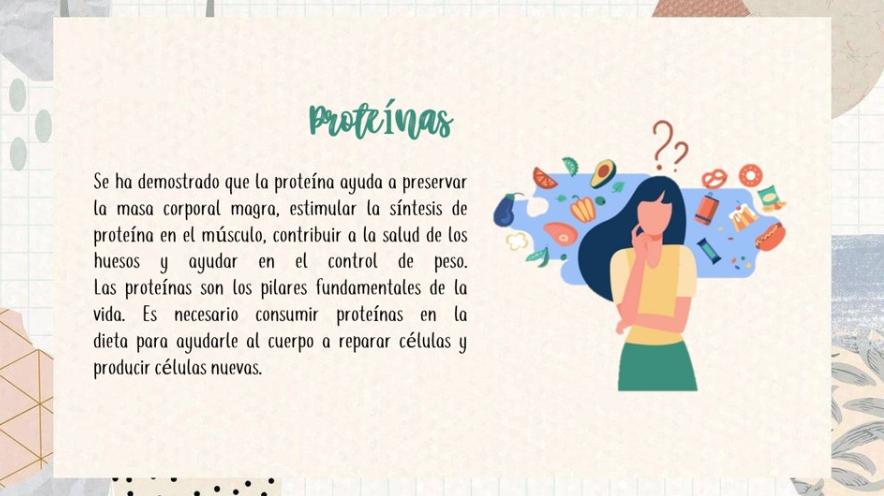 Proteínas
Se ha demostrado que la proteína ayuda a preservar
la masa corporal magra, estimular la síntesis de
proteína en el músculo, contribuir a la salud de los
huesos y ayudar en el control de peso.
Las proteínas son los pilares fundamentales de la
vida. Es necesario consumir proteínas en la
dieta para ayudarle al cuerpo a reparar células y
producir células nuevas.
??